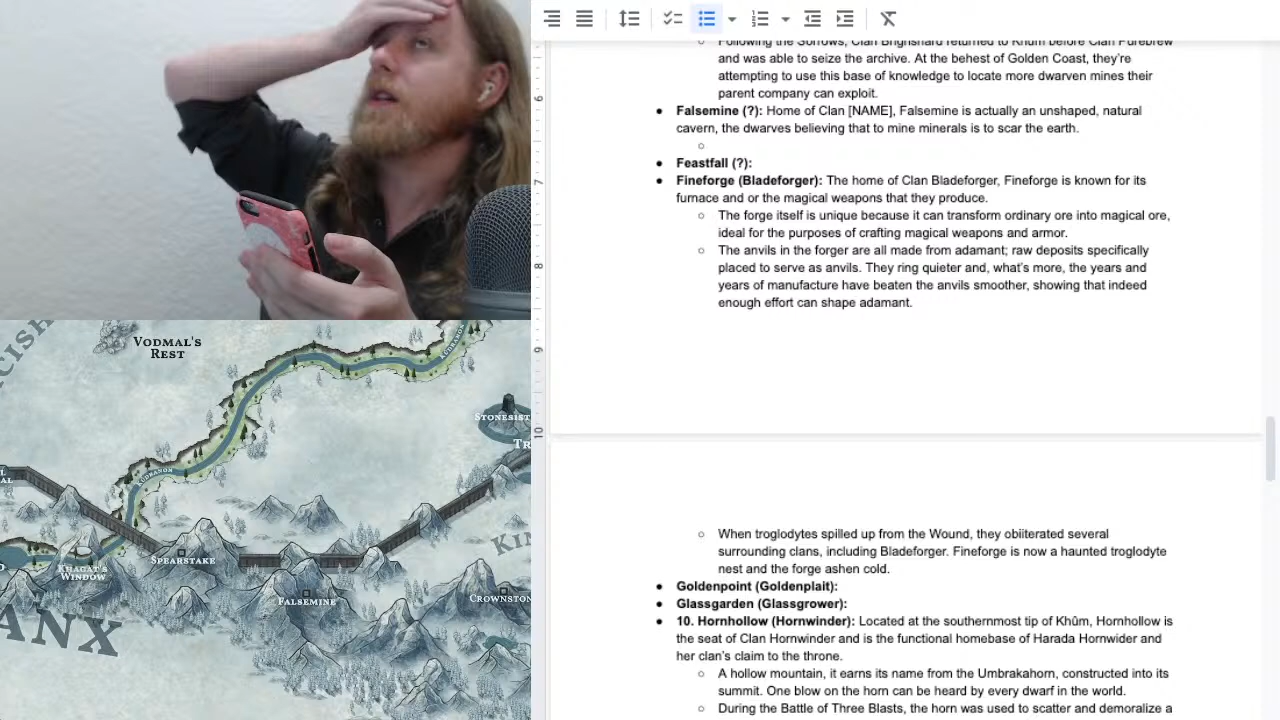 Following the Sorrows, Clan Brightshard returned to Khûm before Clan Purebrew
and was able to seize the archive. At the behest of Golden Coast, they're
attempting to use this base of knowledge to locate more dwarven mines their
parent company can exploit.
Falsemine (?): Home of Clan [NAME], Falsemine is actually an unshaped, natural
cavern, the dwarves believing that to mine minerals is to scar the earth.
Feastfall (?):
Fineforge (Bladeforger): The home of Clan Bladeforger, Fineforge is known for its
furnace and or the magical weapons that they produce.
The forge itself is unique because it can transform ordinary ore into magical ore,
ideal for the purposes of crafting magical weapons and armor.
The anvils in the forger are all made from adamant; raw deposits specifically
placed to serve as anvils. They ring quieter and, what's more, the years and
years of manufacture have beaten the anvils smoother, showing that indeed
enough effort can shape adamant.
When troglodytes spilled up from the Wound, they obliterated several
surrounding clans, including Bladeforger. Fineforge is now a haunted troglodyte
nest and the forge ashen cold.
Goldenpoint (Goldenplait):
Glassgarden (Glassgrower):
10. Hornhollow (Hornwinder): Located at the southernmost tip of Khûm, Hornhollow is
the seat of Clan Hornwinder and is the functional homebase of Harada Hornwider and
her clan's claim to the throne.
A hollow mountain, it earns its name from the Umbrakahorn, constructed into its
summit. One blow on the horn can be heard by every dwarf in the world.
During the Battle of Three Blasts, the horn was used to scatter and demoralize a
6
7
8
9
10
VODMAL'S
REST
STONESIST
TR
SPEARSTAKE
KHAGAT'S
WINDOW
FALSEMINE
CROWNSTON
KIN
ANX
CISH
AL